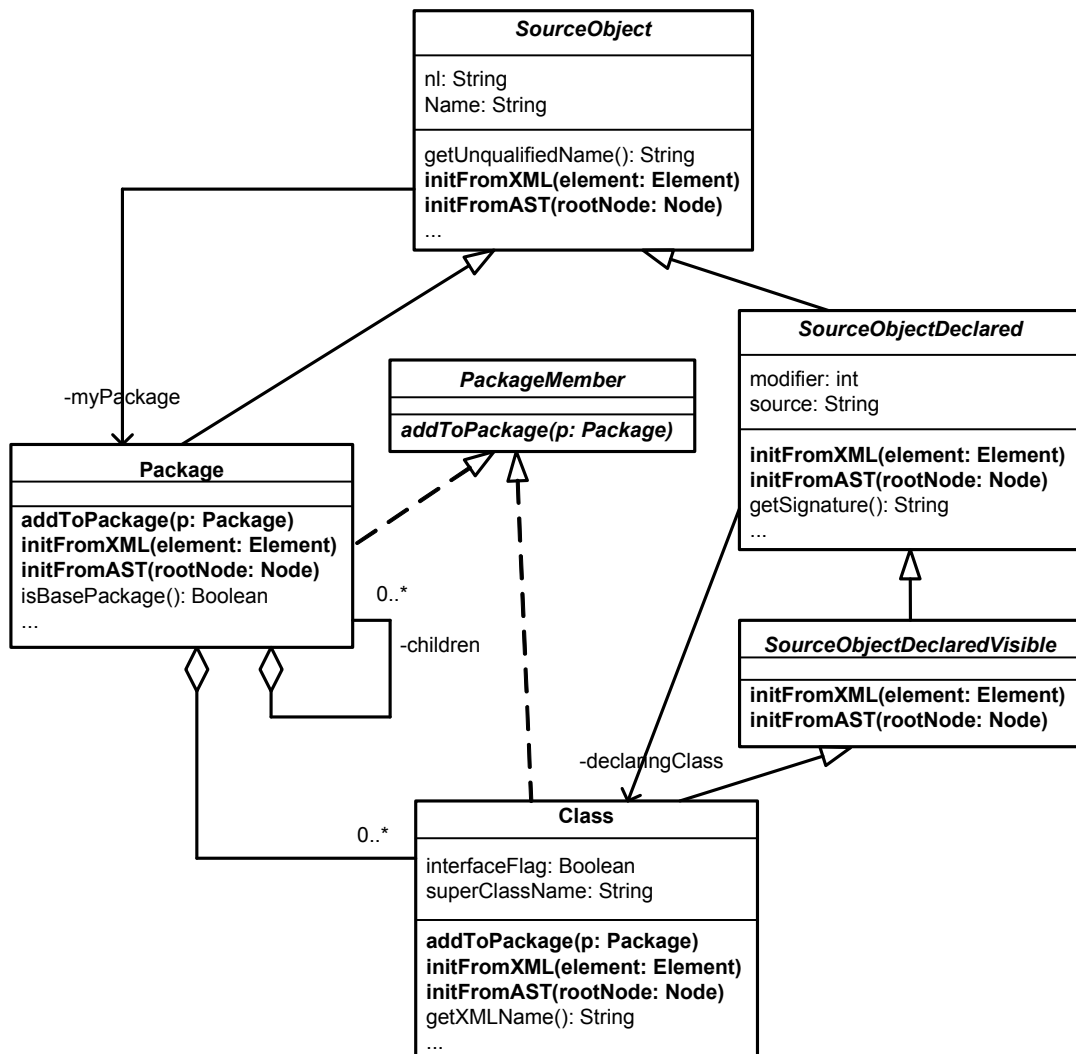 SourceObject
nl: String
Name: String
getUnqualifiedName(): String
initFromXML(element: Element)
initFromAST(rootNode: Node)
...
SourceObjectDeclared
modifier: int
source: String
initFromXML(element: Element)
initFromAST(rootNode: Node)
getSignature(): String
...
PackageMember
addToPackage(p: Package)
-myPackage
Package
addToPackage(p: Package)
initFromXML(element: Element)
initFromAST(rootNode: Node)
isBasePackage(): Boolean
...
0..*
-children
SourceObjectDeclaredVisible
initFromXML(element: Element)
initFromAST(rootNode: Node)
-declaringClass
0..*
Class
interfaceFlag: Boolean
superClassName: String
addToPackage(p: Package)
initFromXML(element: Element)
initFromAST(rootNode: Node)
getXMLName(): String
...